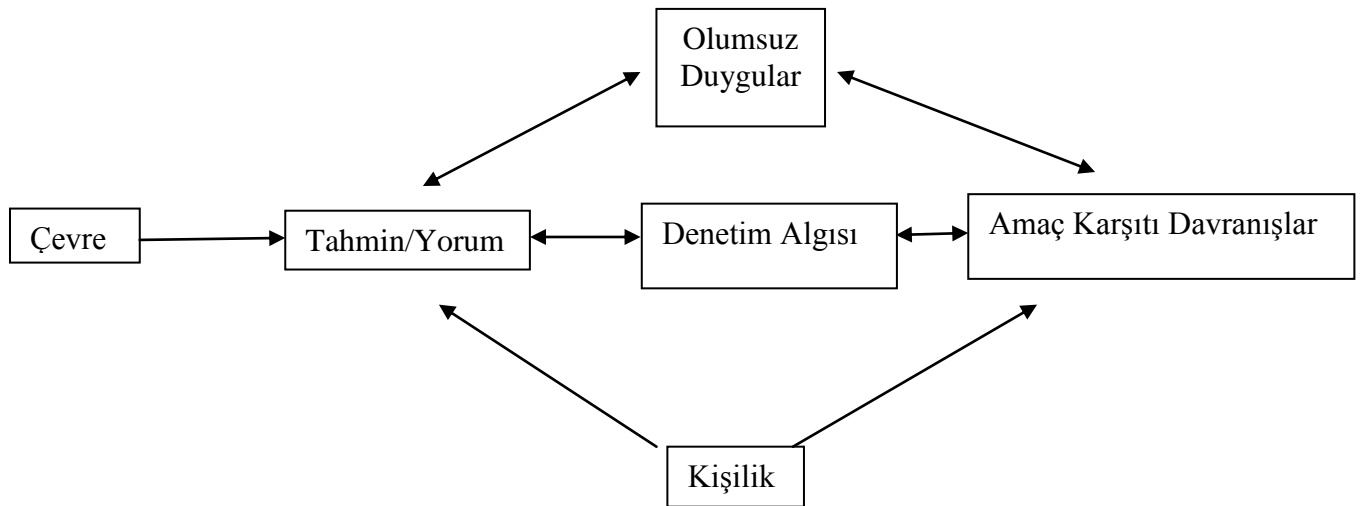 Olumsuz
Duygular
Çevre
Tahmin/Yorum
Denetim Algısı
Amaç Karşıtı Davranışlar
Kişilik